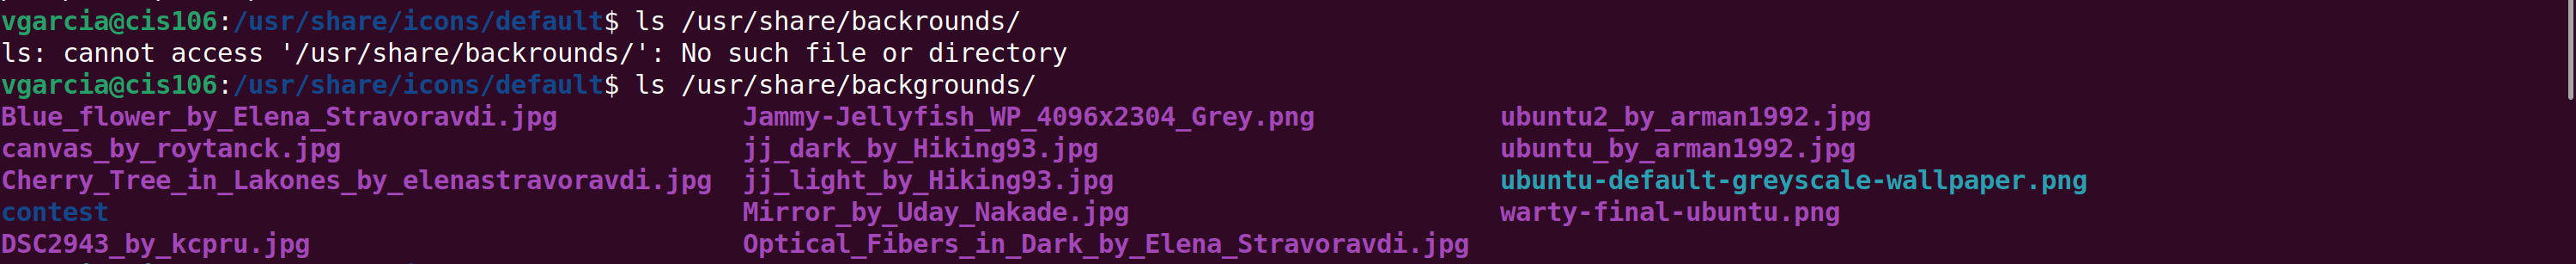 vgarcia@cis106:/usr/share/icons/default$ ls /usr/share/backrounds/
ls: cannot access '/usr/share/backrounds/': No such file or directory
vgarcia@cis106:/usr/share/icons/default$ ls /usr/share/backgrounds/
Blue_flower_by_Elena_Stravoravdi.jpg Jammy-Jellyfish_WP_4096x2304_Grey.png ubuntu2_by_arman1992.jpg
canvas_by_roytanck.jpg jj_dark_by_Hiking93.jpg ubuntu_by_arman1992.jpg
Cherry_Tree_in_Lakones_by_elenastravoravdi.jpg jj_light_by_Hiking93.jpg ubuntu-default-greyscale-wallpaper.png
contest Mirror_by_Uday_Nakade.jpg warty-final-ubuntu.png
DSC2943_by_kcpru.jpg Optical_Fibers_in_Dark_by_Elena_Stravoravdi.jpg